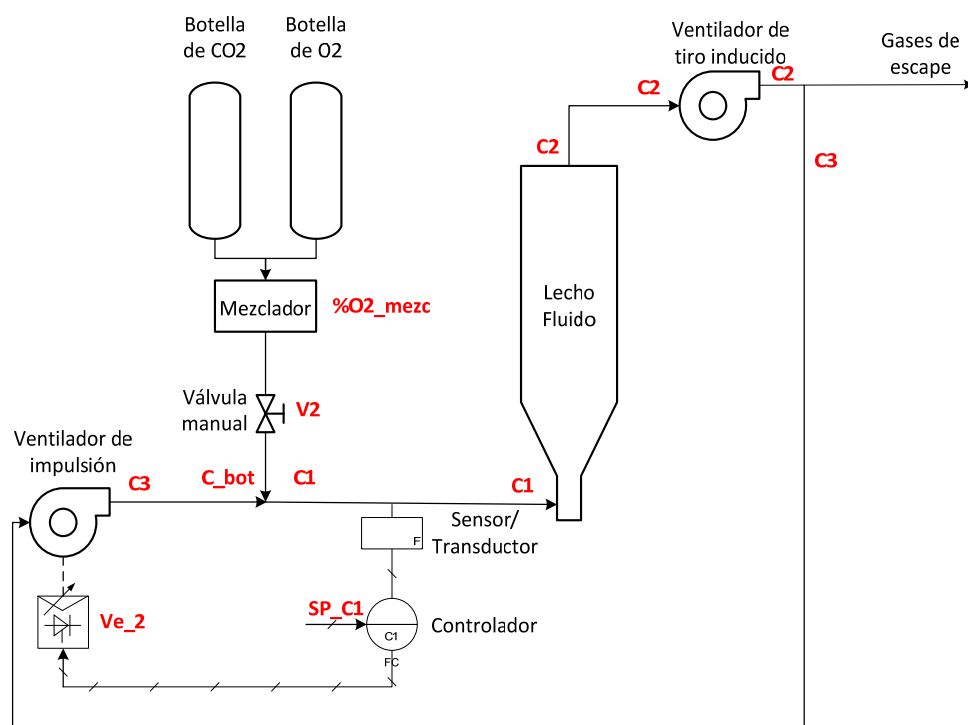 Botella
de CO2
Botella
de O2
Ventilador de
tiro inducido
Gases de
escape
C2
C2
C2
C3
Mezclador
%O2_mezc
Lecho
Fluido
Válvula
manual
V2
Ventilador de
impulsión
C3
C_bot
C1
C1
Sensor/
Transductor
F
Ve_2
SP_C1
C1
FC
Controlador